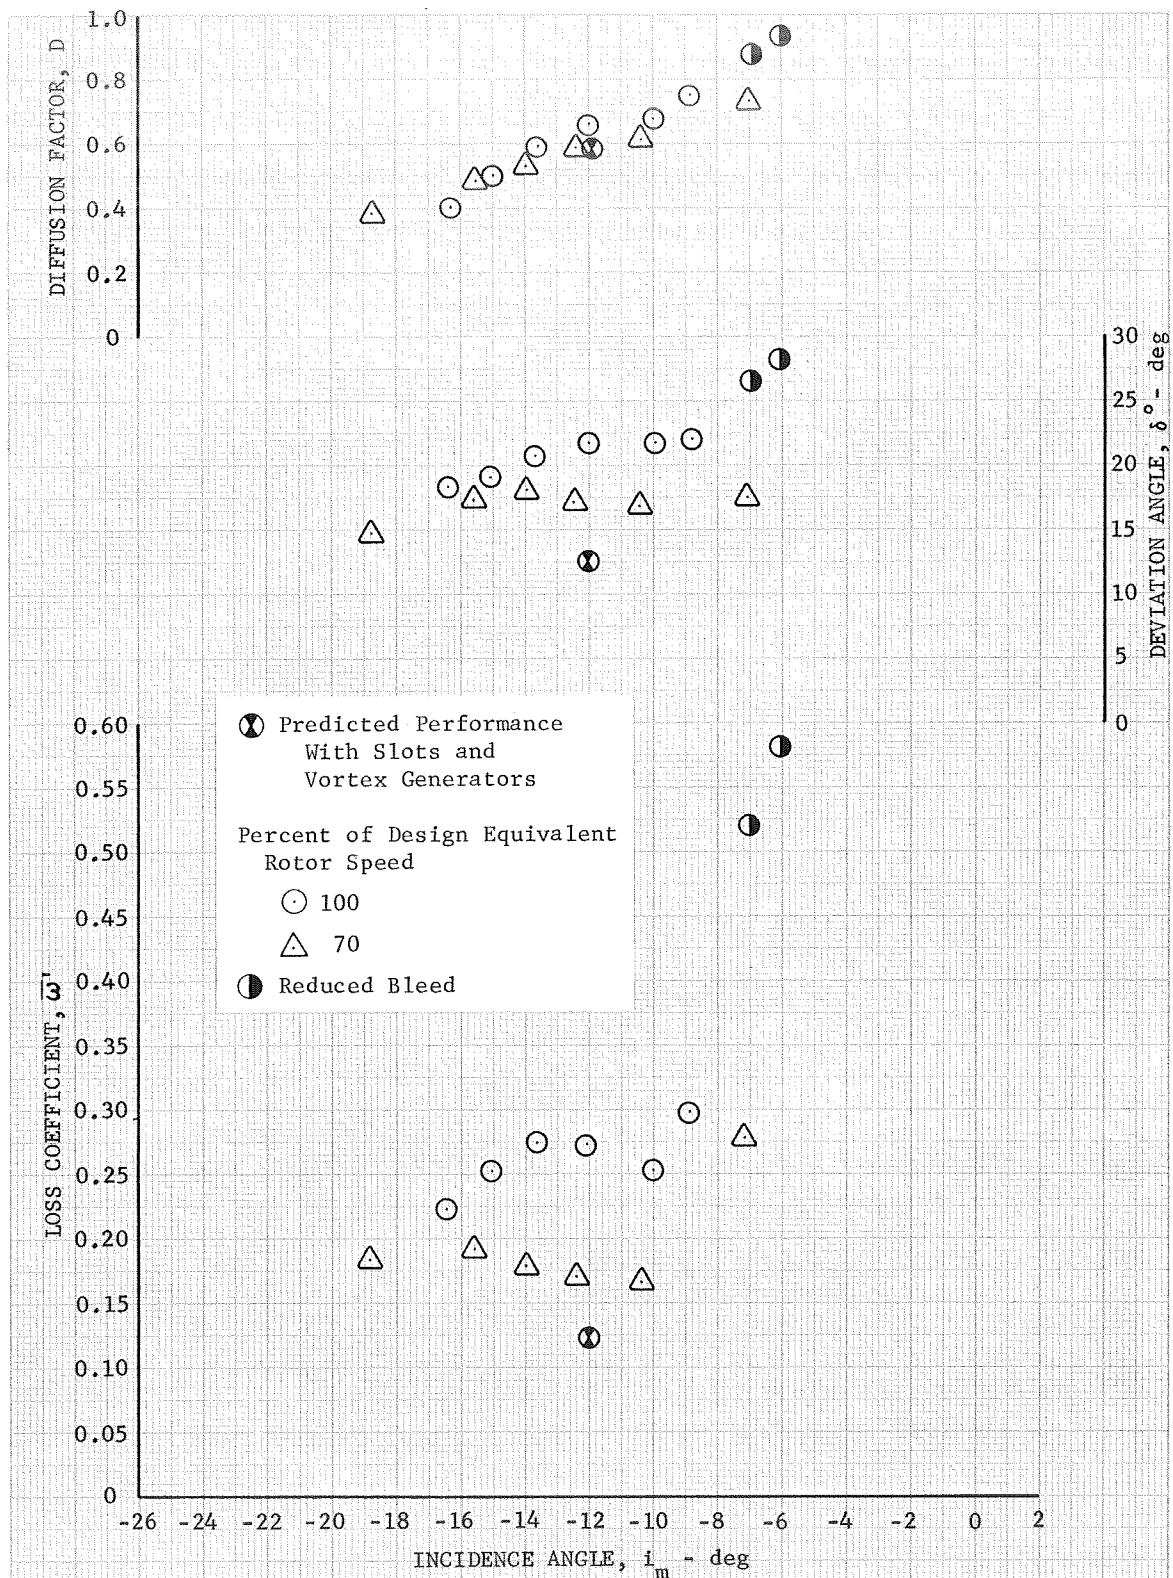 DIFFUSION FACTOR, D
1.0
0.8
0.6
0.4
0.2
0
DEVIATION ANGLE, δ° - deg
30
25
20
15
10
5
0
LOSS COEFFICIENT, ω̅'
0.60
0.55
0.50
0.45
0.40
0.35
0.30
0.25
0.20
0.15
0.10
0.05
0
Predicted Performance
With Slots and
Vortex Generators
Percent of Design Equivalent
Rotor Speed
100
70
Reduced Bleed
-26 -24 -22 -20 -18 -16 -14 -12 -10 -8 -6 -4 -2 0 2
INCIDENCE ANGLE, i_m - deg